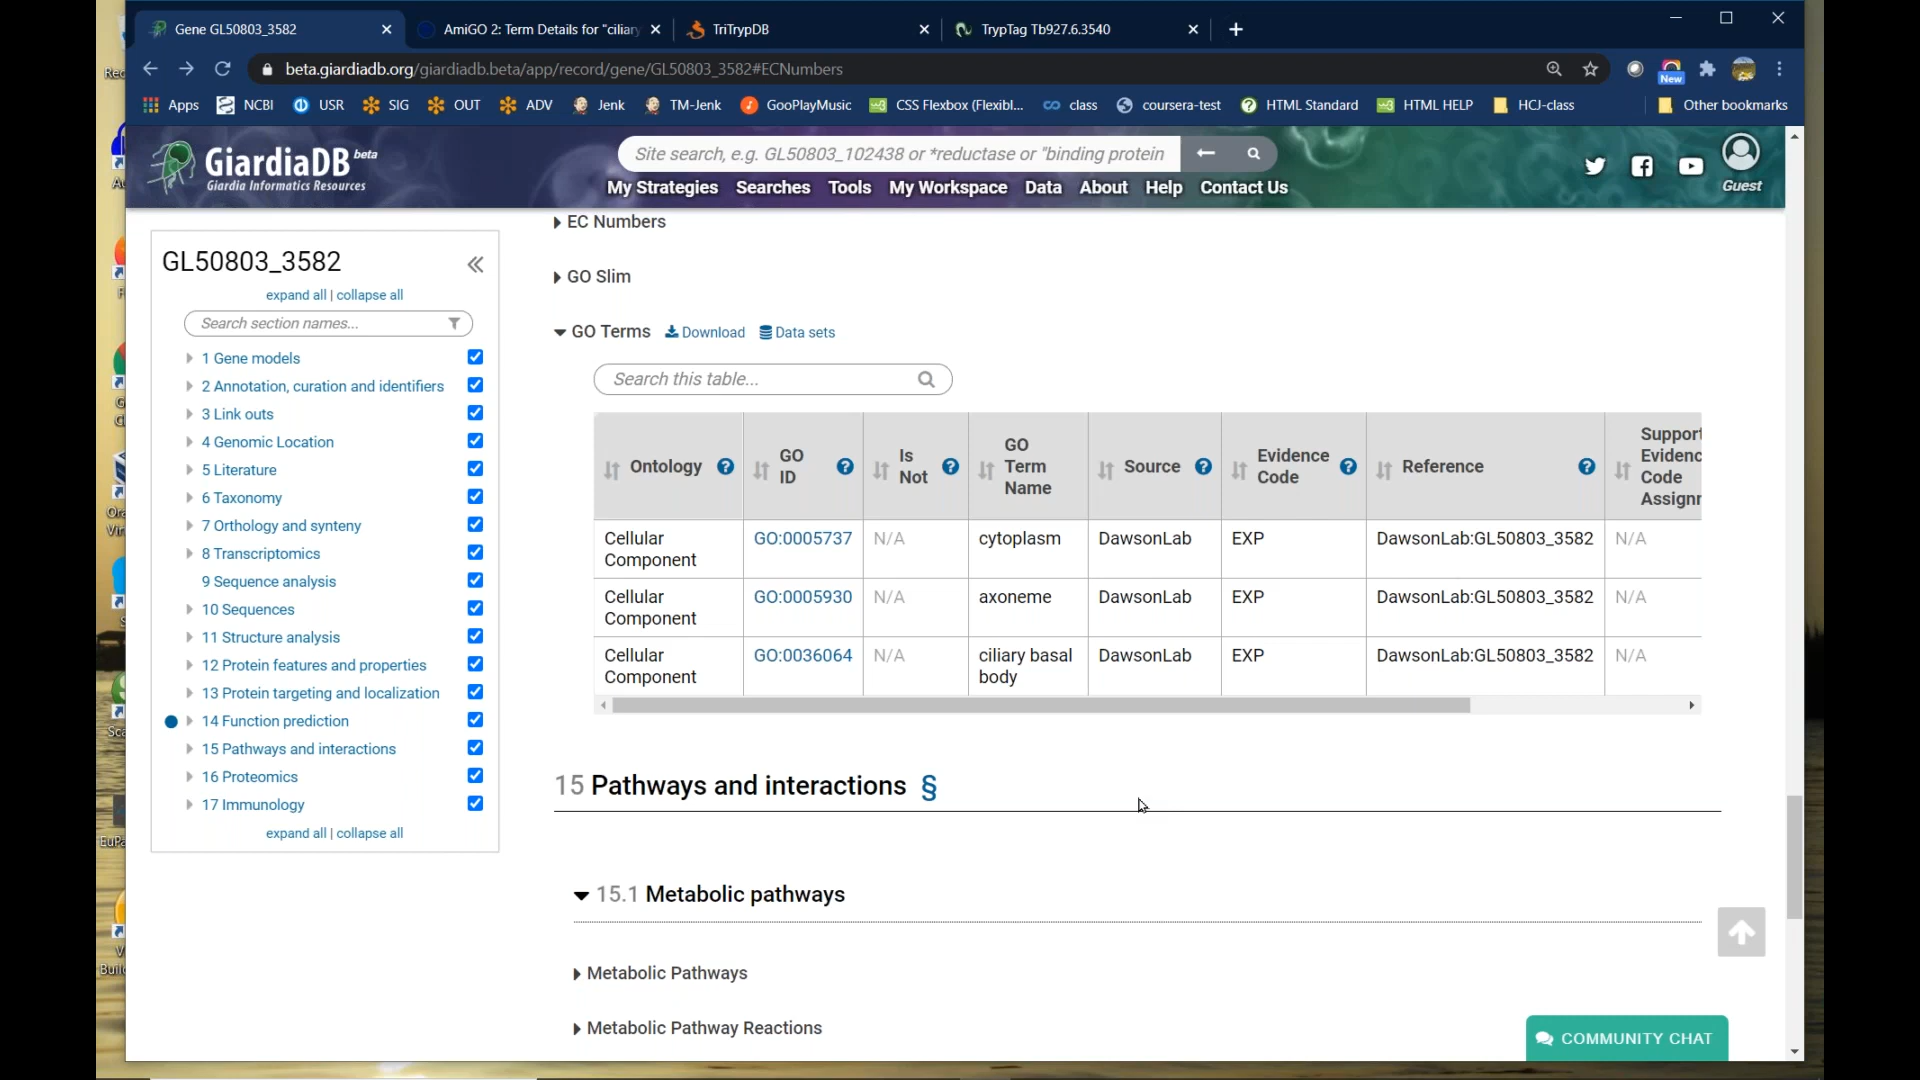 Gene GL50803_3582
AmiGO 2: Term Details for "ciliary
TriTrypDB
TrypTag Tb927.6.3540
beta.giardiadb.org/giardiadb.beta/app/record/gene/GL50803_3582#ECNumbers
New
Apps NCBI USR SIG OUT ADV Jenk TM-Jenk GooPlayMusic CSS Flexbox (Flexibl... class coursera-test HTML Standard HTML HELP HCJ-class Other bookmarks
GiardiaDB beta
Giardia Informatics Resources
Site search, e.g. GL50803_102438 or *reductase or "binding protein
My Strategies Searches Tools My Workspace Data About Help Contact Us
Guest
GL50803_3582
expand all | collapse all
Search section names...
1 Gene models
2 Annotation, curation and identifiers
3 Link outs
4 Genomic Location
5 Literature
6 Taxonomy
7 Orthology and synteny
8 Transcriptomics
9 Sequence analysis
10 Sequences
11 Structure analysis
12 Protein features and properties
13 Protein targeting and localization
14 Function prediction
15 Pathways and interactions
16 Proteomics
17 Immunology
expand all | collapse all
EC Numbers
GO Slim
GO Terms Download Data sets
Search this table...
Ontology
GO
ID
Is
Not
GO
Term
Name
Source
Evidence
Code
Reference
Support
Evidenc
Code
Assignr
Cellular
Component
GO:0005737
N/A
cytoplasm
DawsonLab
EXP
DawsonLab:GL50803_3582
N/A
Cellular
Component
GO:0005930
N/A
axoneme
DawsonLab
EXP
DawsonLab:GL50803_3582
N/A
Cellular
Component
GO:0036064
N/A
ciliary basal
body
DawsonLab
EXP
DawsonLab:GL50803_3582
N/A
15 Pathways and interactions §
15.1 Metabolic pathways
Metabolic Pathways
Metabolic Pathway Reactions
COMMUNITY CHAT